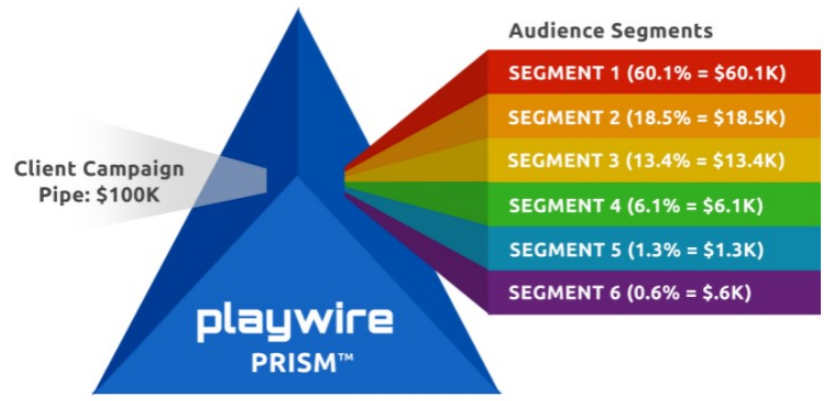 Audience Segments
SEGMENT 1 (60.1% = $60.1K)
SEGMENT 2 (18.5% = $18.5K)
SEGMENT 3 (13.4% = $13.4K)
SEGMENT 4 (6.1% = $6.1K)
SEGMENT 5 (1.3% = $1.3K)
SEGMENT 6 (0.6% = $.6K)
Client Campaign
Pipe: $100K
playwire
PRISM™